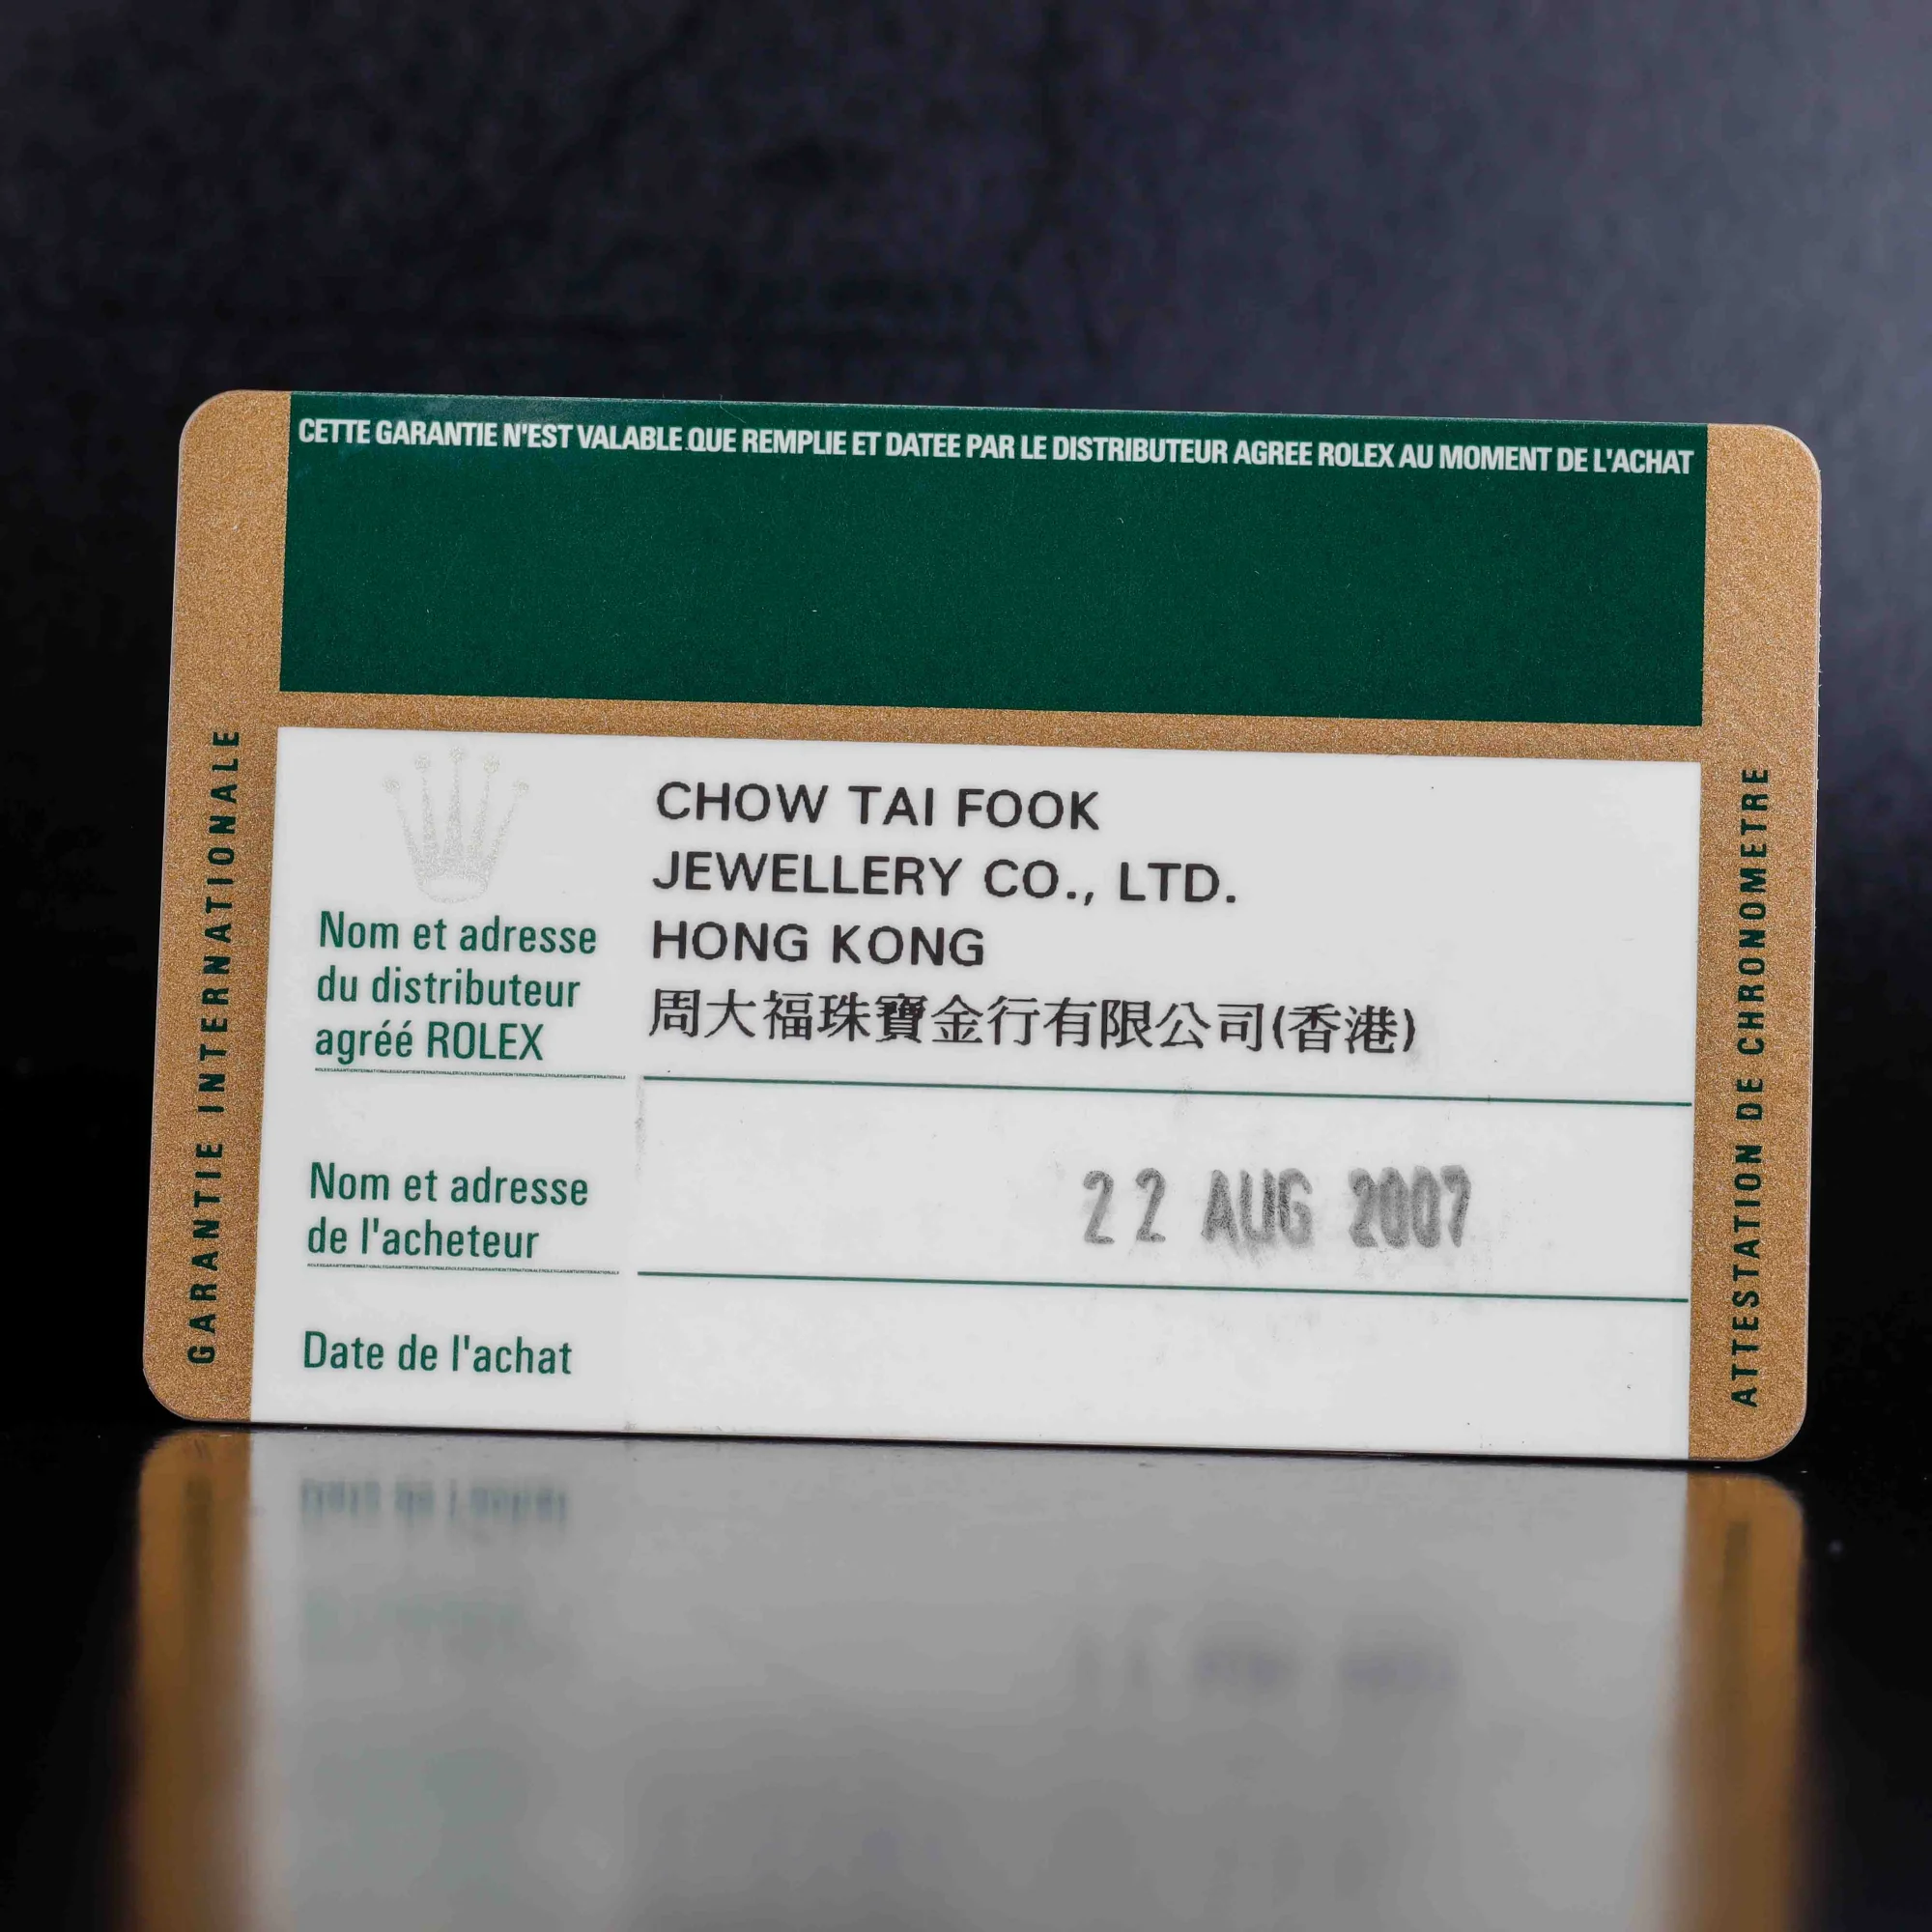 CETTE GARANTIE N'EST VALABLE QUE REMPLIE ET DATEE PAR LE DISTRIBUTEUR AGREE ROLEX AU MOMENT DE L'ACHAT
GARANTIE INTERNATIONALE
Nom et adresse
du distributeur
agréé ROLEX
CHOW TAI FOOK
JEWELLERY CO., LTD.
HONG KONG
周大福珠寶金行有限公司(香港)
Nom et adresse
de l'acheteur
22 AUG 2007
Date de l'achat
ATTESTATION DE CHRONOMETRE